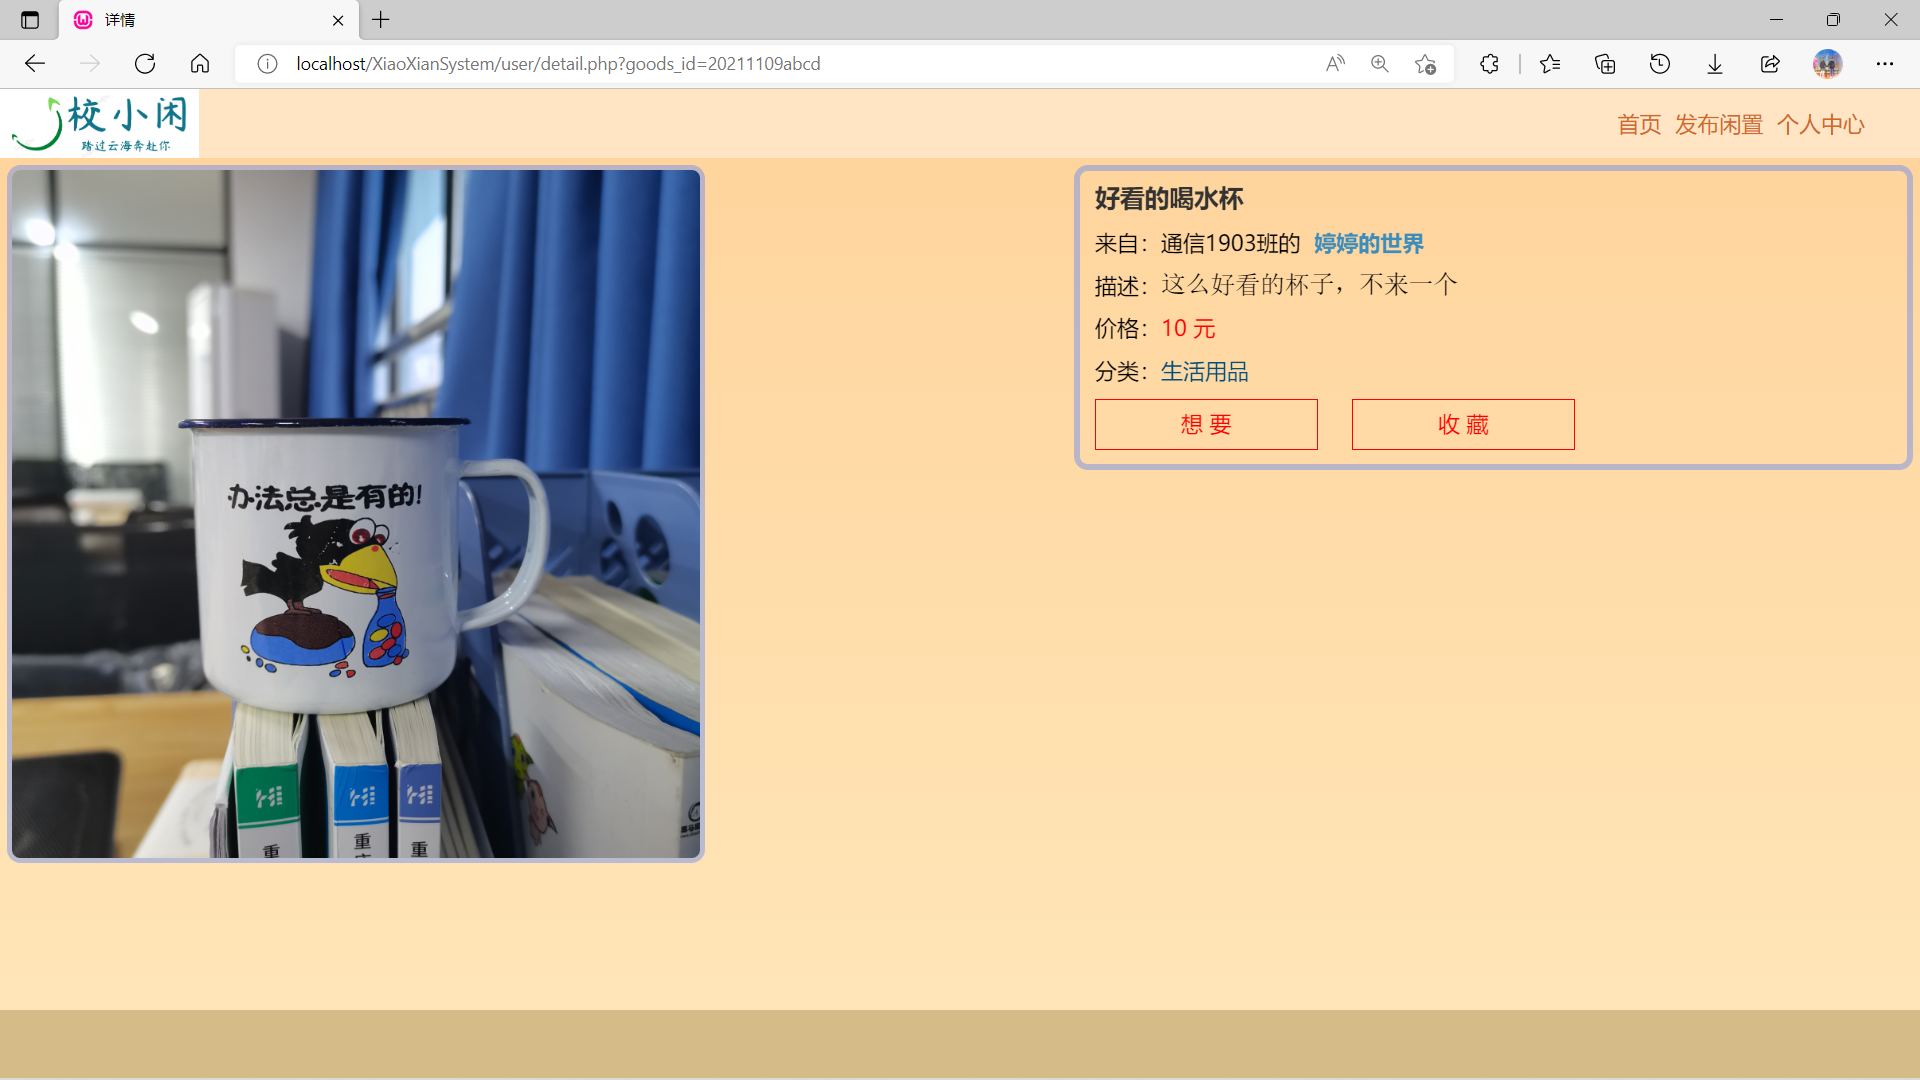 详情
localhost/XiaoXianSystem/user/detail.php?goods_id=20211109abcd
校小闲
踏过云海奔赴你
首页 发布闲置 个人中心
好看的喝水杯
来自：通信1903班的 婷婷的世界
描述：这么好看的杯子，不来一个
价格：10 元
分类：生活用品
想 要
收 藏
办法总是有的!
重
重
重